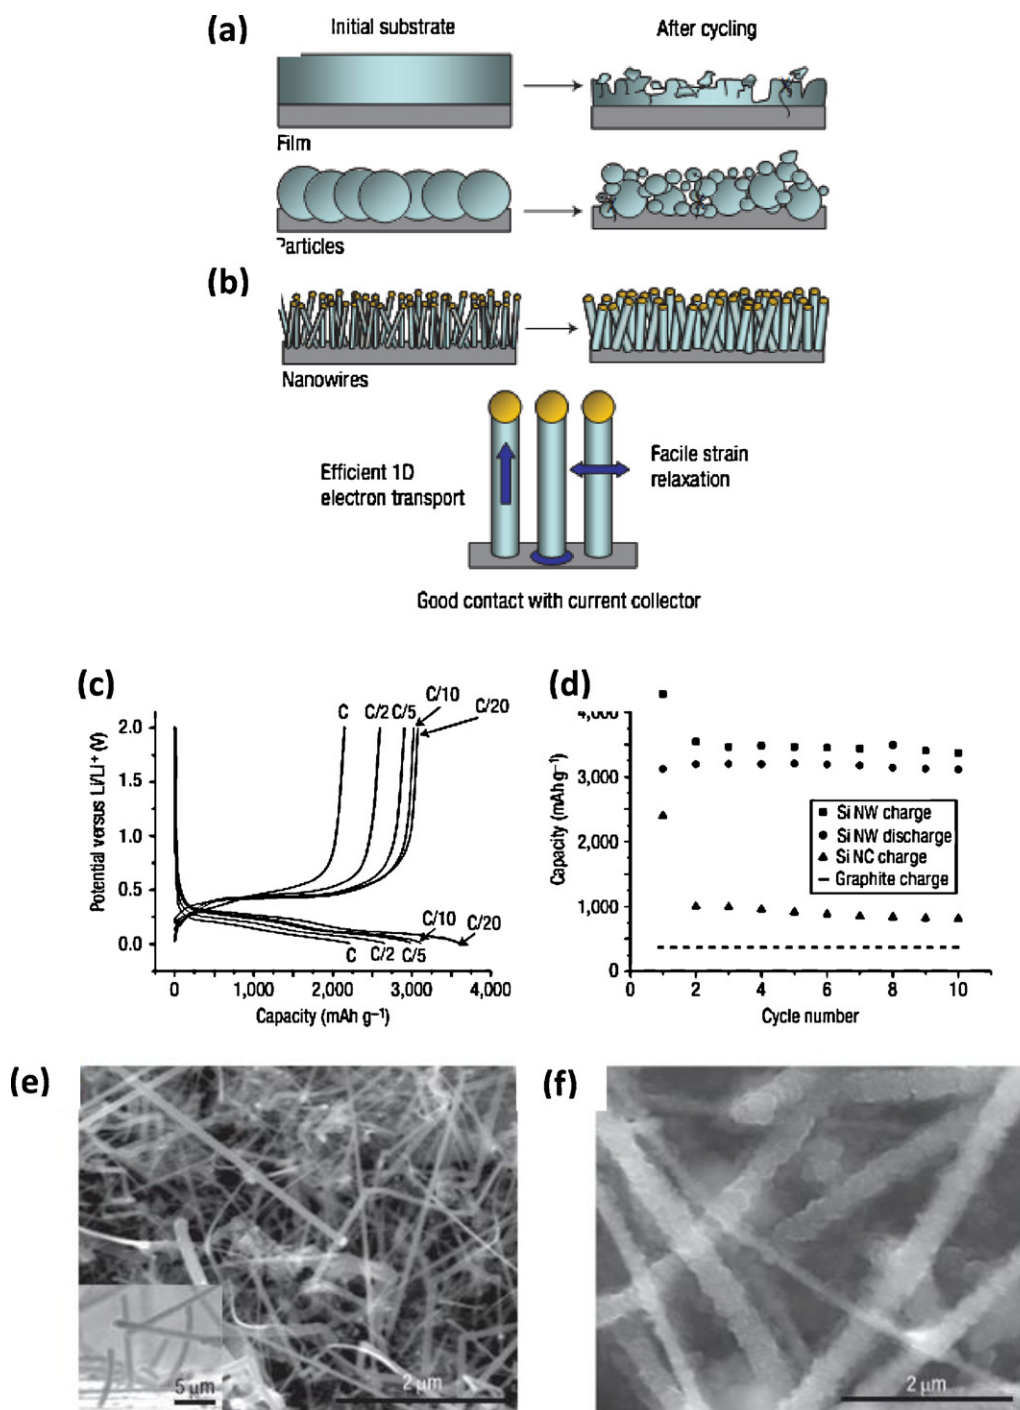 (a)
Initial substrate
After cycling
Film
Particles
(b)
Nanowires
Efficient 1D
electron transport
Facile strain
relaxation
Good contact with current collector
(c)
C
C/2
C/5
C/10
C/20
2.0
1.5
1.0
0.5
0.0
Potential versus Li/Li+ (V)
C
C/2
C/5
C/10
C/20
0
1,000
2,000
3,000
4,000
Capacity (mAh g–1)
(d)
4,000
3,000
2,000
1,000
0
Capacity (mAh g–1)
Si NW charge
Si NW discharge
Si NC charge
Graphite charge
0
2
4
6
8
10
Cycle number
(e)
5 μm
2 μm
(f)
2 μm